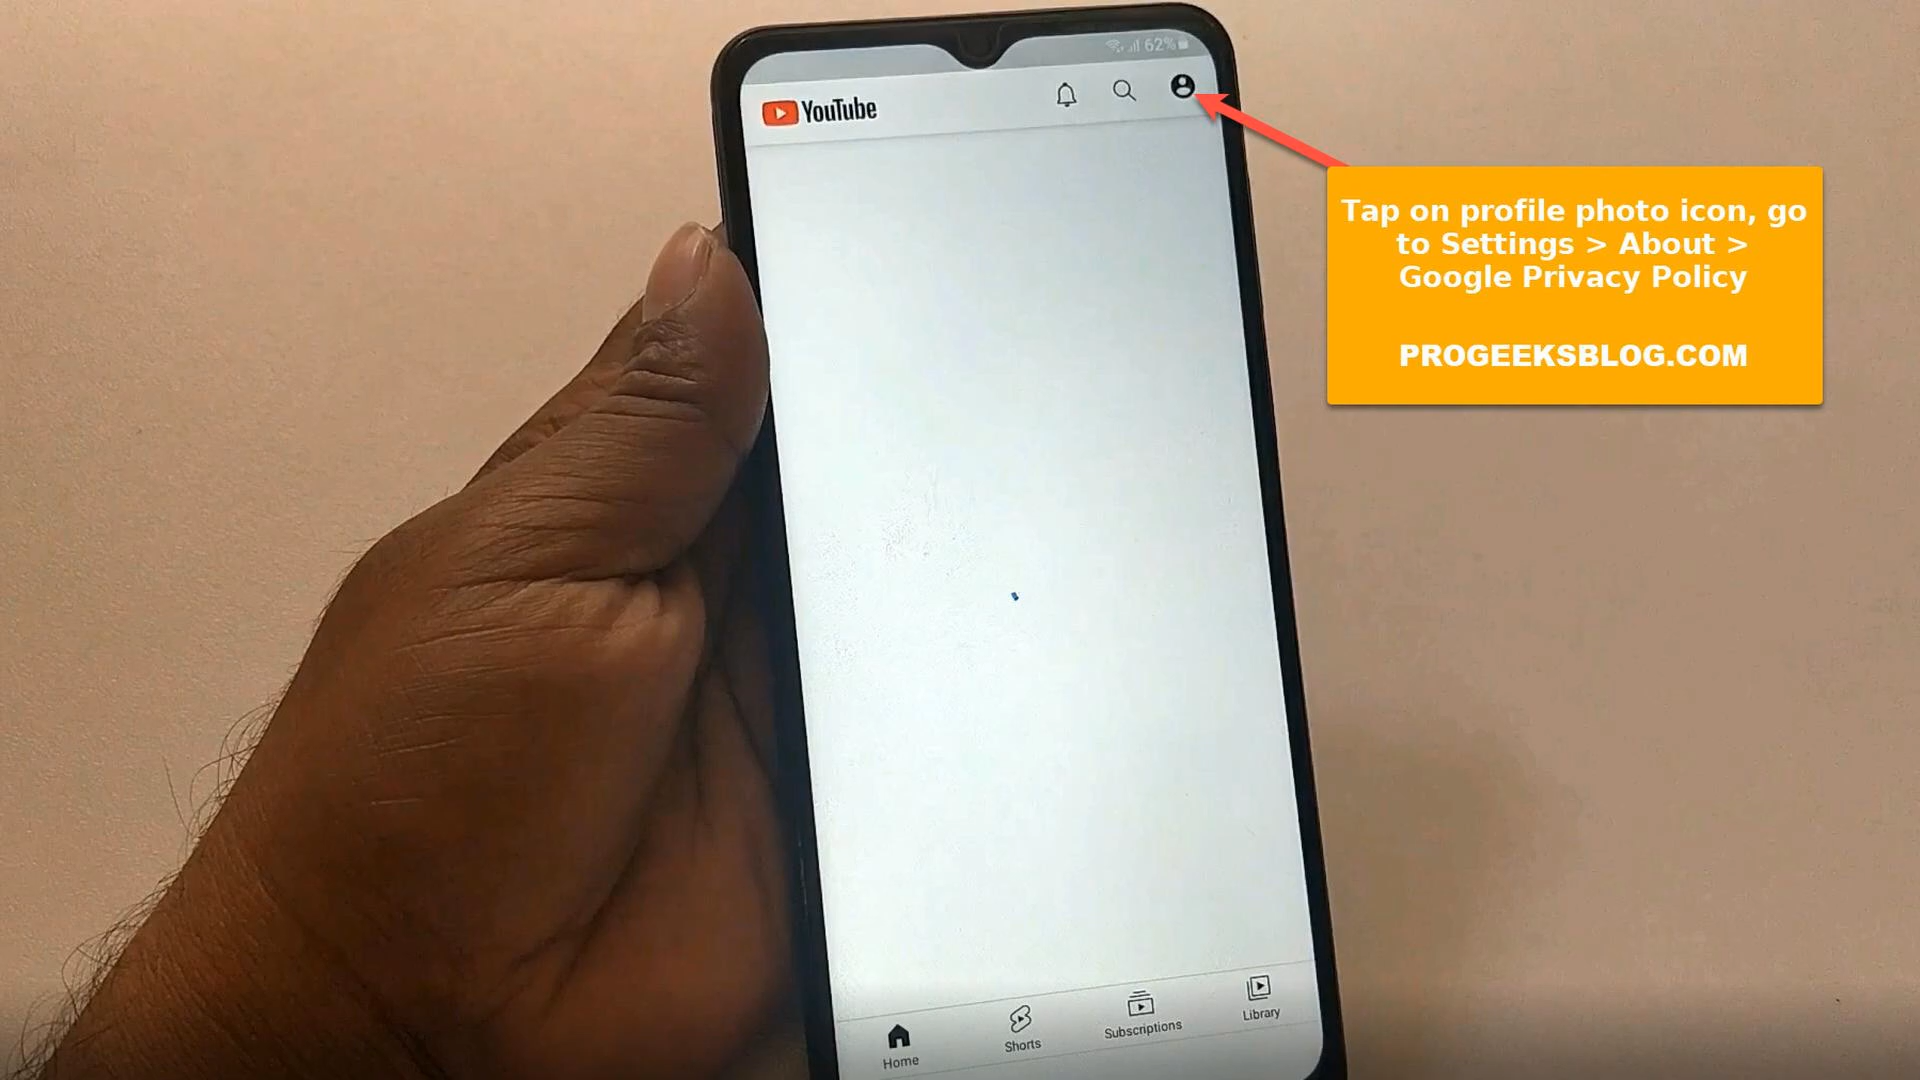 62%
YouTube
Tap on profile photo icon, go
to Settings > About >
Google Privacy Policy
PROGEEKSBLOG.COM
Home
Shorts
Subscriptions
Library